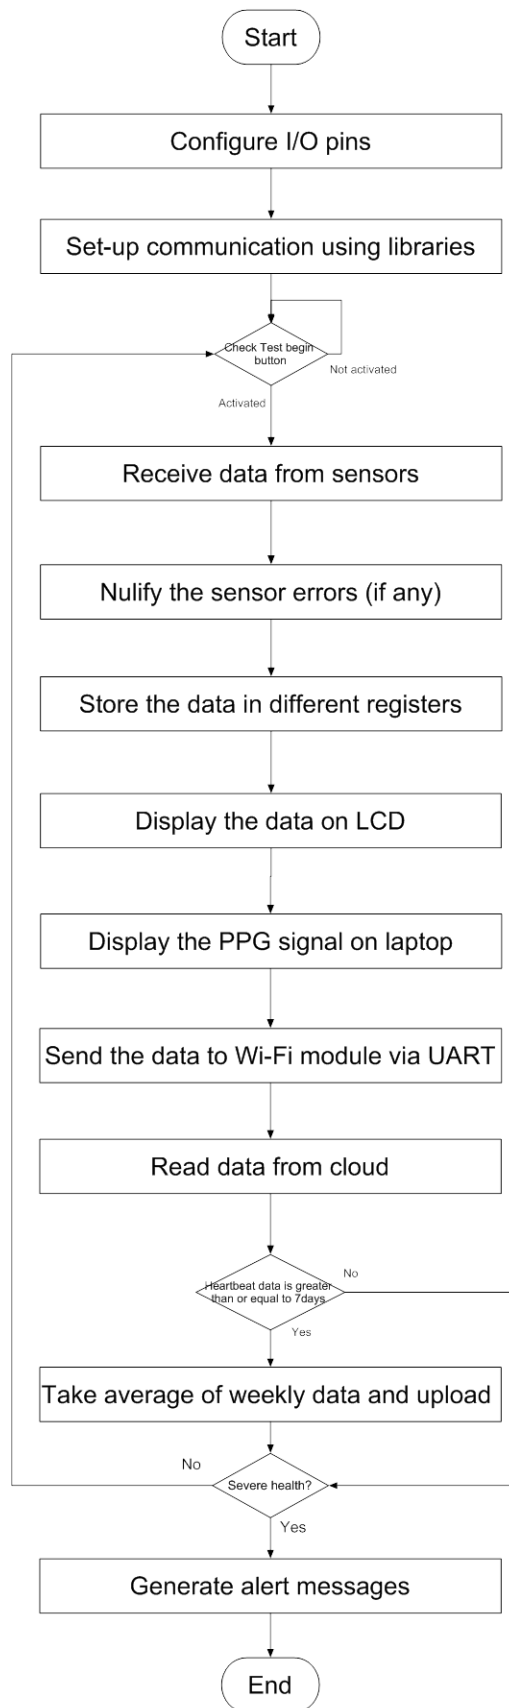 Start
Configure I/O pins
Set-up communication using libraries
Check Test begin
button
Not activated
Activated
Receive data from sensors
Nulify the sensor errors (if any)
Store the data in different registers
Display the data on LCD
Display the PPG signal on laptop
Send the data to Wi-Fi module via UART
Read data from cloud
Heartbeat data is greater
than or equal to 7days
No
Yes
Take average of weekly data and upload
No
Severe health?
Yes
Generate alert messages
End